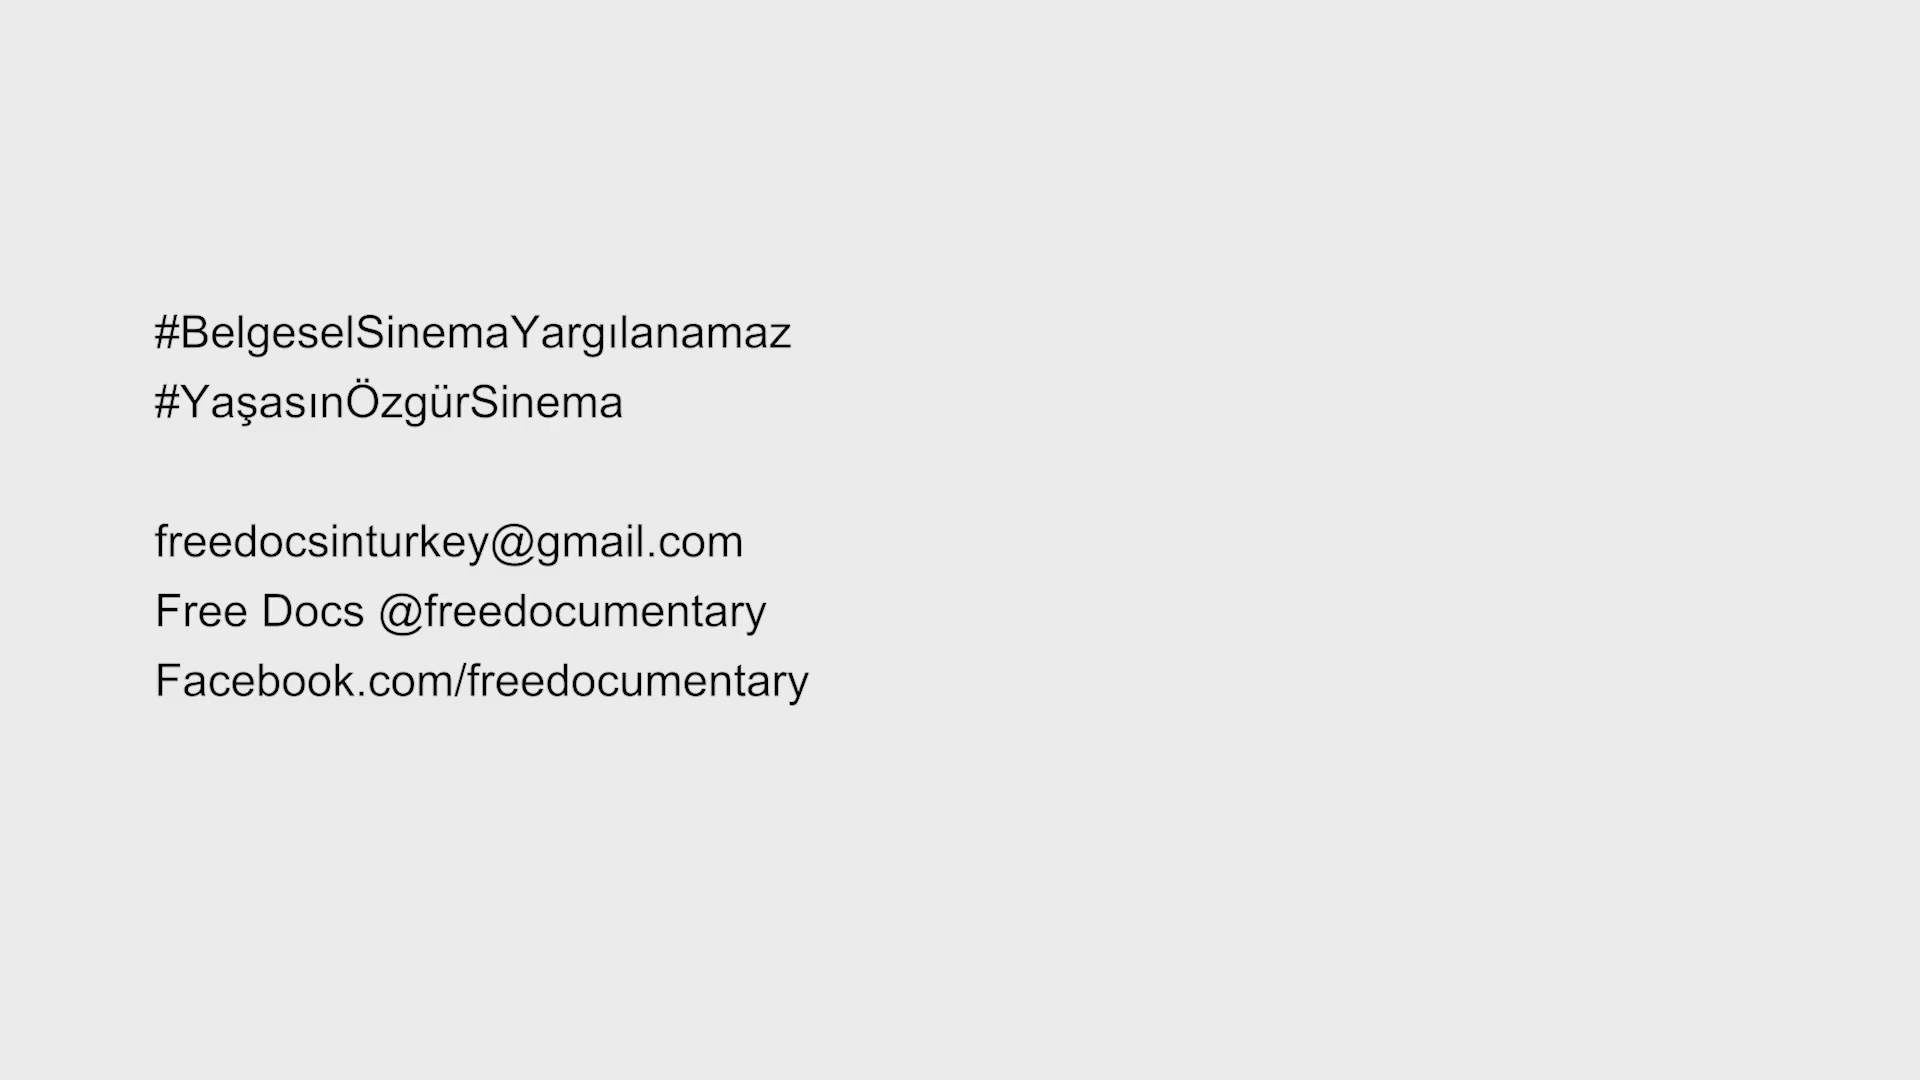 #BelgeselSinemaYargılanamaz
#YaşasınÖzgürSinema
freedocsinturkey@gmail.com
Free Docs @freedocumentary
Facebook.com/freedocumentary